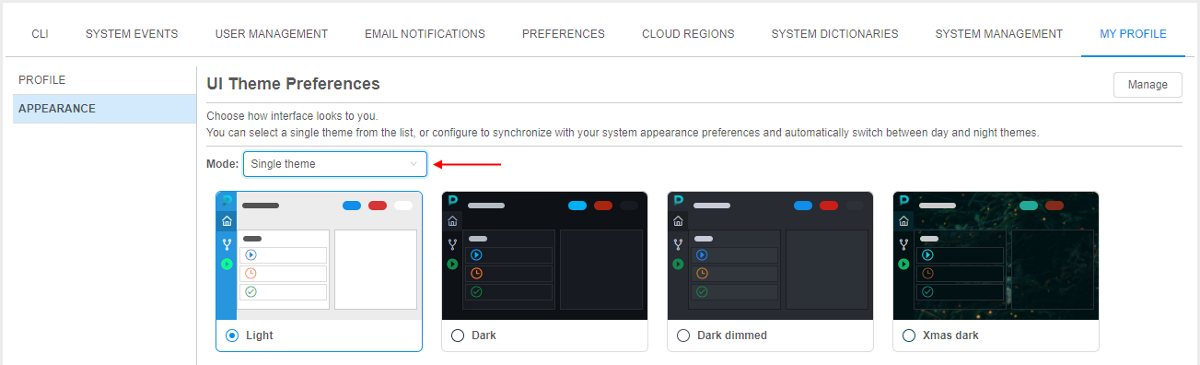 CLI SYSTEM EVENTS USER MANAGEMENT EMAIL NOTIFICATIONS PREFERENCES CLOUD REGIONS SYSTEM DICTIONARIES SYSTEM MANAGEMENT MY PROFILE
PROFILE
APPEARANCE
UI Theme Preferences Manage
Choose how interface looks to you.
You can select a single theme from the list, or configure to synchronize with your system appearance preferences and automatically switch between day and night themes.
Mode: Single theme
Light Dark Dark dimmed Xmas dark